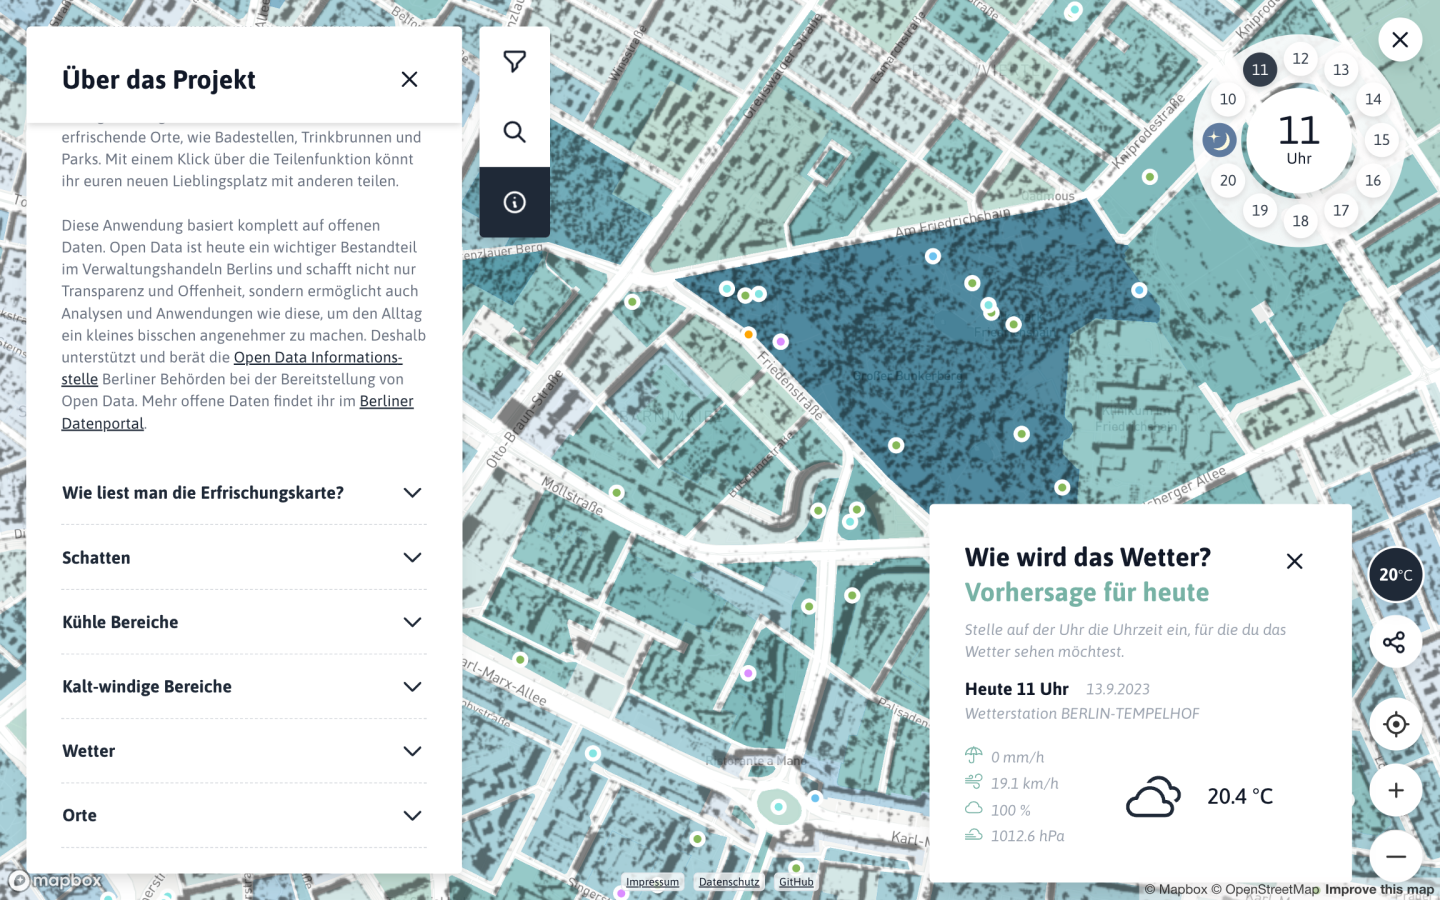 Über das Projekt
erfrischende Orte, wie Badestellen, Trinkbrunnen und
Parks. Mit einem Klick über die Teilenfunktion könnt
ihr euren neuen Lieblingsplatz mit anderen teilen.
Diese Anwendung basiert komplett auf offenen
Daten. Open Data ist heute ein wichtiger Bestandteil
im Verwaltungshandeln Berlins und schafft nicht nur
Transparenz und Offenheit, sondern ermöglicht auch
Analysen und Anwendungen wie diese, um den Alltag
ein kleines bisschen angenehmer zu machen. Deshalb
unterstützt und berät die Open Data Informations-
stelle Berliner Behörden bei der Bereitstellung von
Open Data. Mehr offene Daten findet ihr im Berliner
Datenportal.
Wie liest man die Erfrischungskarte?
Schatten
Kühle Bereiche
Kalt-windige Bereiche
Wetter
Orte
mapbox
Winsstraße
Greifswalder Straße
Kniprodestraße
Am Friedrichshain
enzlauer Berg
Otto-Braun-Straße
Friedenstraße
Büschingstraße
Mollstraße
arl-Marx-Allee
Palisaden
Karl-M
Singers
berger Allee
12
11
13
10
14
11
Uhr
15
20
16
19
17
18
Wie wird das Wetter?
Vorhersage für heute
Stelle auf der Uhr die Uhrzeit ein, für die du das
Wetter sehen möchtest.
Heute 11 Uhr 13.9.2023
Wetterstation BERLIN-TEMPELHOF
0 mm/h
19.1 km/h
100 %
1012.6 hPa
20.4 °C
20°C
Impressum Datenschutz GitHub
© Mapbox © OpenStreetMap Improve this map